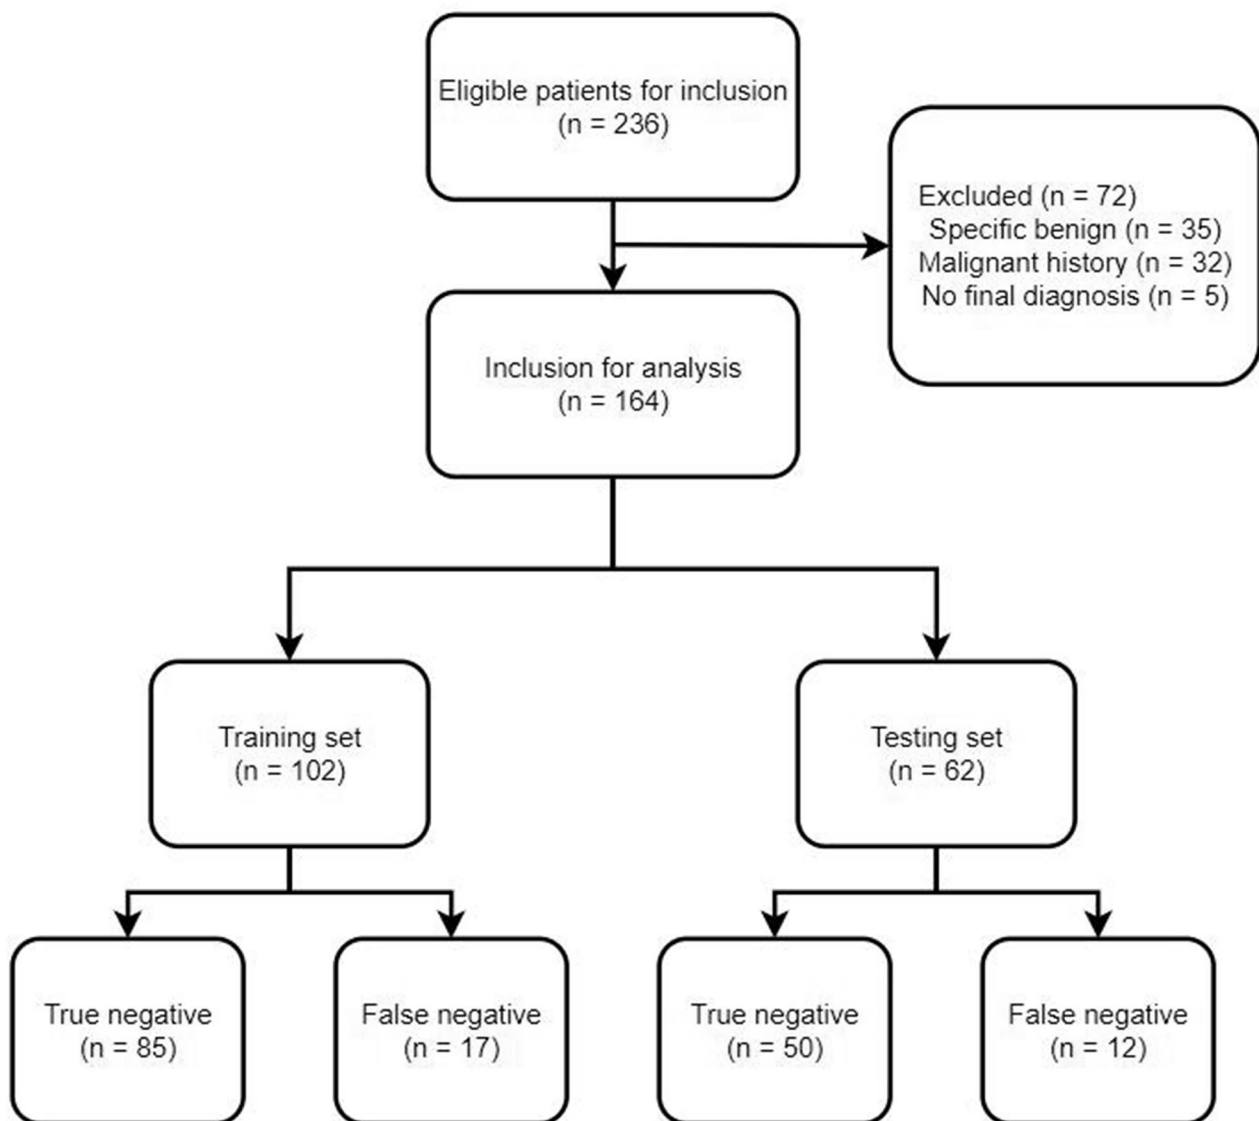 Eligible patients for inclusion
(n = 236)
Excluded (n = 72)
Specific benign (n = 35)
Malignant history (n = 32)
No final diagnosis (n = 5)
Inclusion for analysis
(n = 164)
Training set
(n = 102)
Testing set
(n = 62)
True negative
(n = 85)
False negative
(n = 17)
True negative
(n = 50)
False negative
(n = 12)